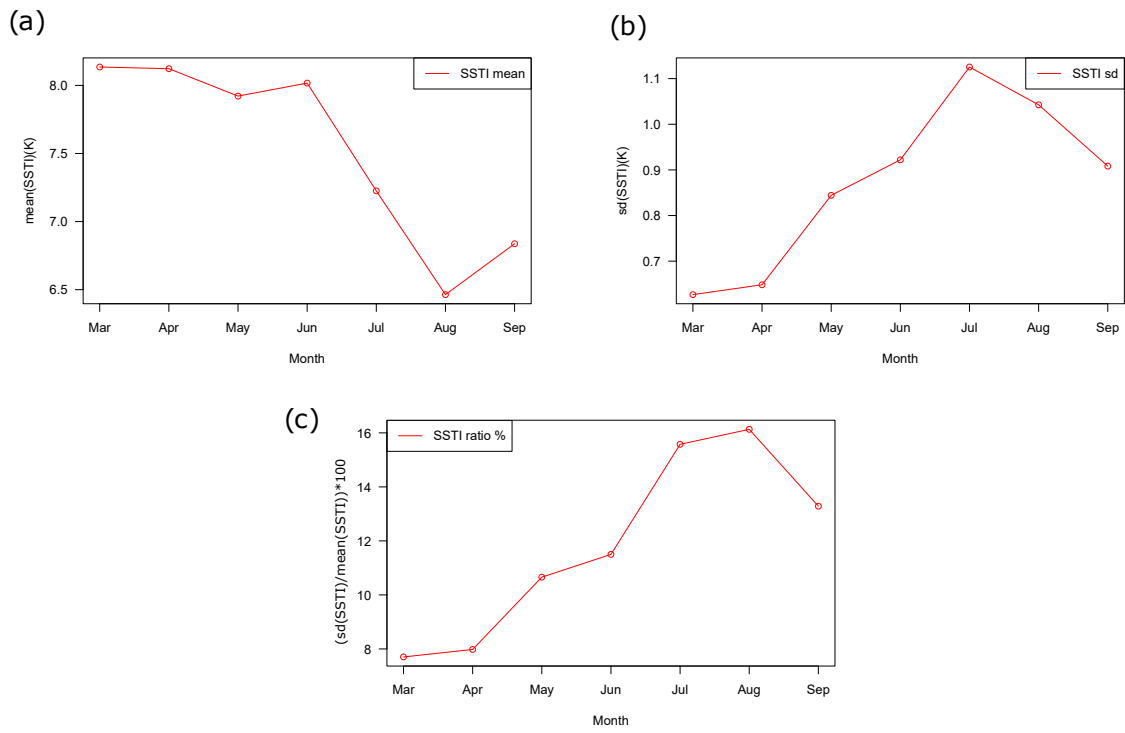 (a)
SSTI mean
mean(SSTI)(K)
8.0
7.5
7.0
6.5
Mar Apr May Jun Jul Aug Sep
Month
(b)
SSTI sd
sd(SSTI)(K)
1.1
1.0
0.9
0.8
0.7
Mar Apr May Jun Jul Aug Sep
Month
(c)
SSTI ratio %
(sd(SSTI)/mean(SSTI))*100
16
14
12
10
8
Mar Apr May Jun Jul Aug Sep
Month